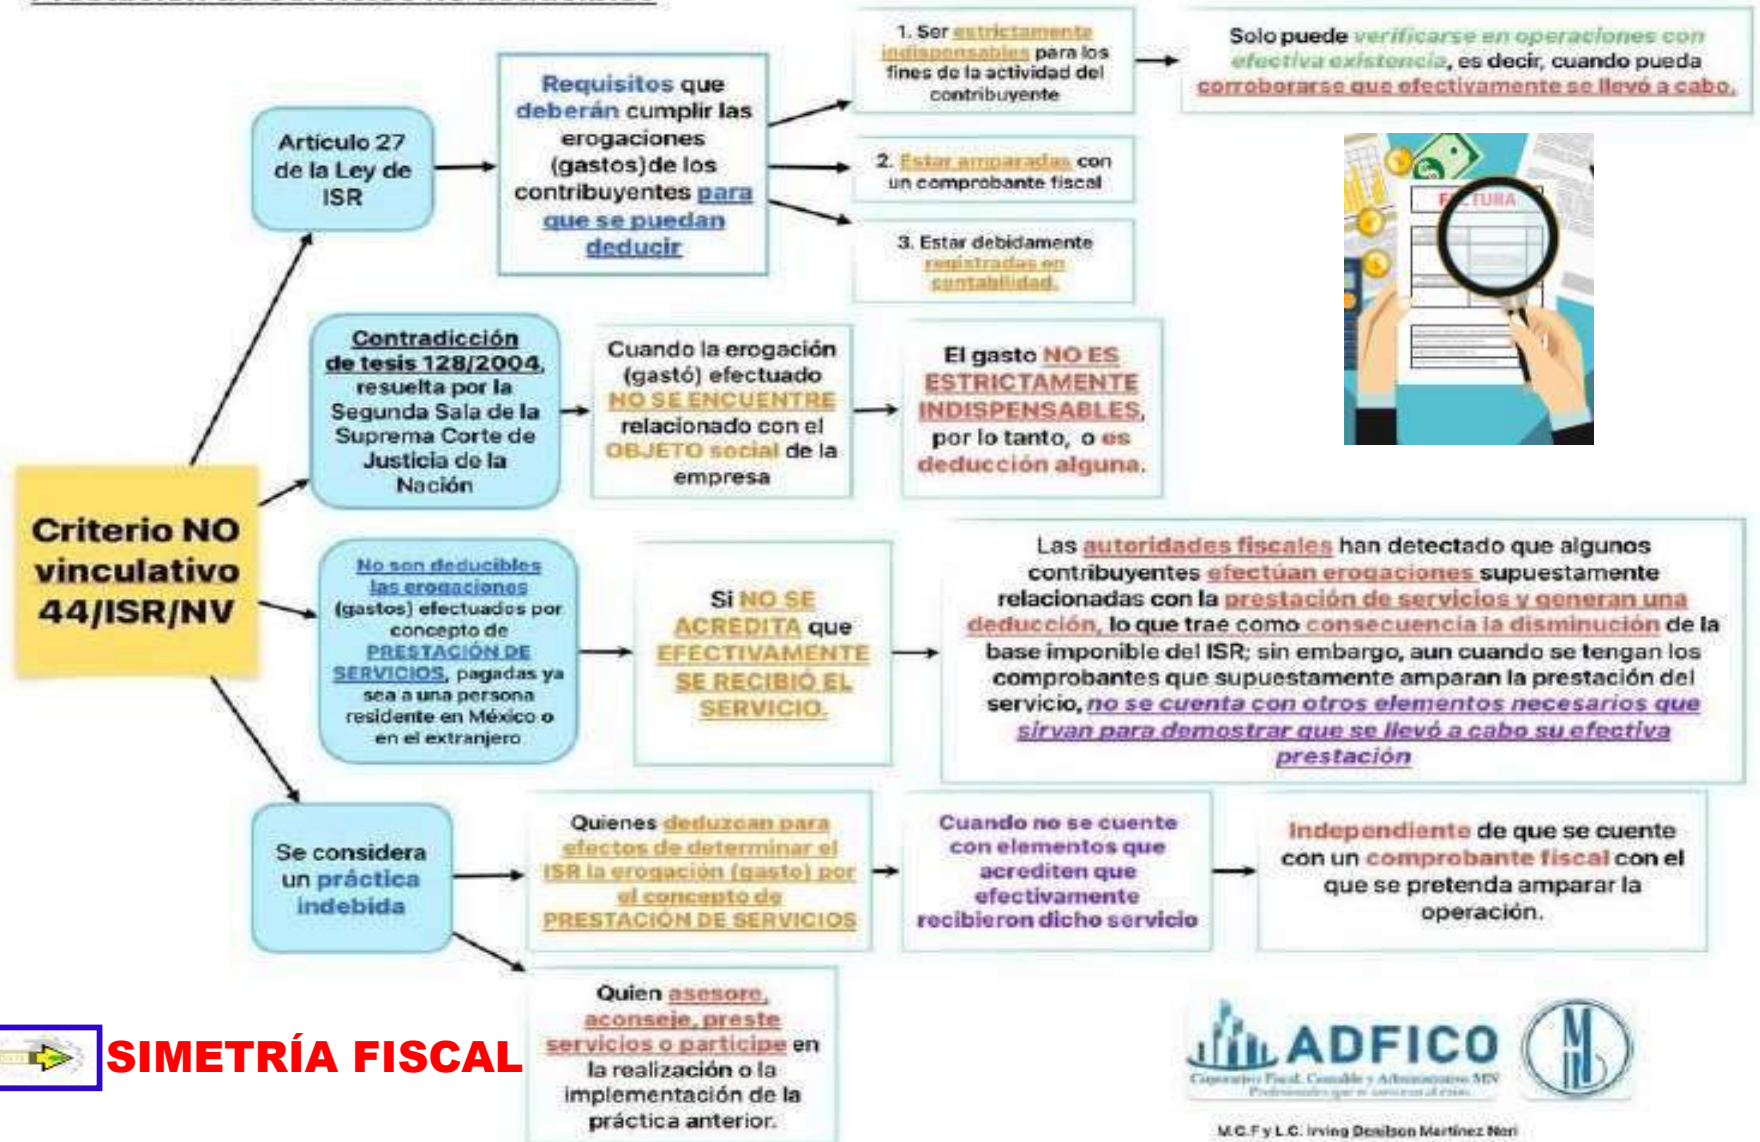 Criterio NO
vinculativo
44/ISR/NV
Artículo 27
de la Ley de
ISR
Requisitos que
deberán cumplir las
erogaciones
(gastos)de los
contribuyentes para
que se puedan
deducir
1. Ser estrictamente
indispensables para los
fines de la actividad del
contribuyente
Solo puede verificarse en operaciones con
efectiva existencia, es decir, cuando pueda
corroborarse que efectivamente se llevó a cabo.
2. Estar amparadas con
un comprobante fiscal
3. Estar debidamente
registradas en
contabilidad.
Contradicción
de tesis 128/2004,
resuelta por la
Segunda Sala de la
Suprema Corte de
Justicia de la
Nación
Cuando la erogación
(gastó) efectuado
NO SE ENCUENTRE
relacionado con el
OBJETO social de la
empresa
El gasto NO ES
ESTRICTAMENTE
INDISPENSABLES,
por lo tanto, o es
deducción alguna.
No son deducibles
las erogaciones
(gastos) efectuados por
concepto de
PRESTACIÓN DE
SERVICIOS, pagadas ya
sea a una persona
residente en México o
en el extranjero
Si NO SE
ACREDITA que
EFECTIVAMENTE
SE RECIBIÓ EL
SERVICIO.
Las autoridades fiscales han detectado que algunos
contribuyentes efectúan erogaciones supuestamente
relacionadas con la prestación de servicios y generan una
deducción, lo que trae como consecuencia la disminución de la
base imponible del ISR; sin embargo, aun cuando se tengan los
comprobantes que supuestamente amparan la prestación del
servicio, no se cuenta con otros elementos necesarios que
sirvan para demostrar que se llevó a cabo su efectiva
prestación
Se considera
un práctica
indebida
Quienes deduzcan para
efectos de determinar el
ISR la erogación (gasto) por
el concepto de
PRESTACIÓN DE SERVICIOS
Cuando no se cuente
con elementos que
acrediten que
efectivamente
recibieron dicho servicio
Independiente de que se cuente
con un comprobante fiscal con el
que se pretenda amparar la
operación.
Quien asesore,
aconseje, preste
servicios o participe en
la realización o la
implementación de la
práctica anterior.
SIMETRÍA FISCAL
ADFICO
Corporativo Fiscal, Contable y Administrativo MN
M.C.F y L.C. Irving Denilson Martínez Neri